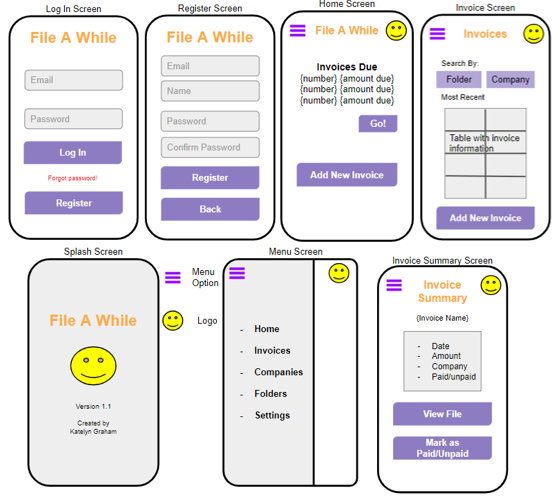 Log In Screen
File A While
Email
Password
Log In
Forgot password!
Register
Register Screen
File A While
Email
Name
Password
Confirm Password
Register
Back
Home Screen
File A While
Invoices Due
{number} {amount due}
{number} {amount due}
{number} {amount due}
Go!
Add New Invoice
Invoice Screen
Invoices
Search By:
Folder
Company
Most Recent
Table with invoice
information
Add New Invoice
Splash Screen
File A While
Version 1.1
Created by
Katelyn Graham
Menu
Option
Logo
Menu Screen
- Home
- Invoices
- Companies
- Folders
- Settings
Invoice Summary Screen
Invoice
Summary
{Invoice Name}
- Date
- Amount
- Company
- Paid/unpaid
View File
Mark as
Paid/Unpaid